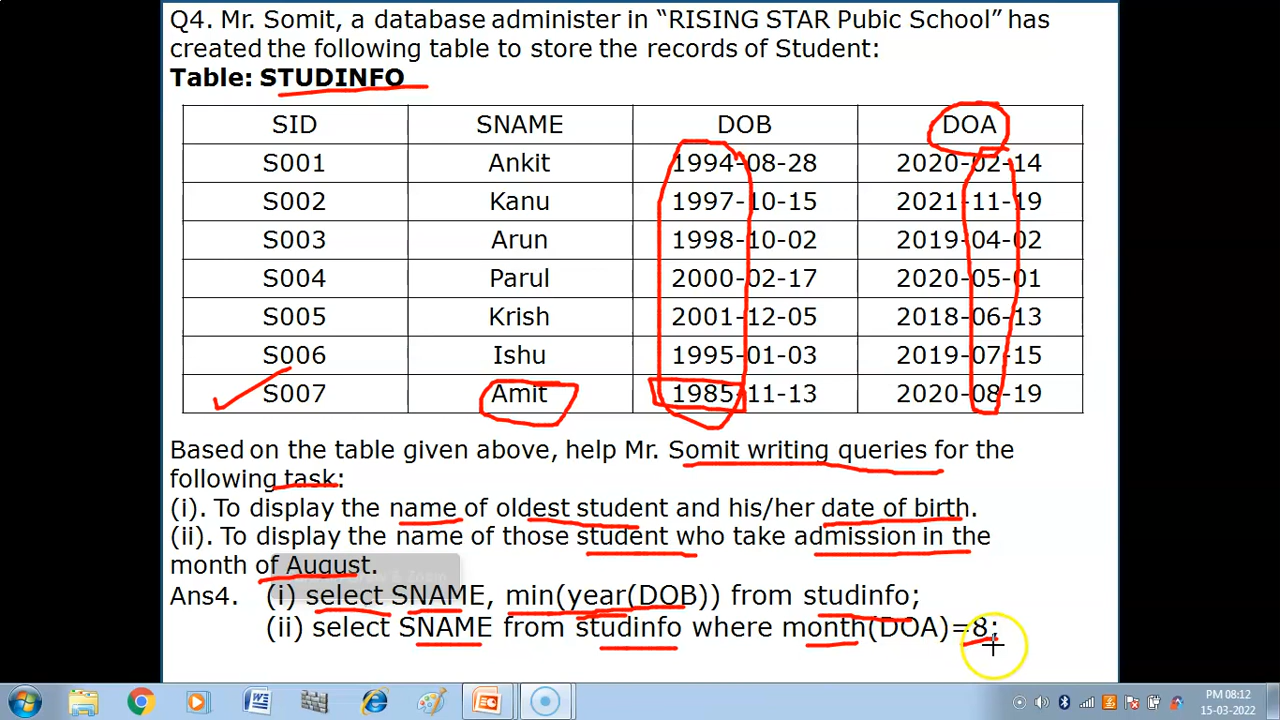 Q4. Mr. Somit, a database administer in “RISING STAR Pubic School” has
created the following table to store the records of Student:
Table: STUDINFO
SID SNAME DOB DOA
S001 Ankit 1994-08-28 2020-02-14
S002 Kanu 1997-10-15 2021-11-19
S003 Arun 1998-10-02 2019-04-02
S004 Parul 2000-02-17 2020-05-01
S005 Krish 2001-12-05 2018-06-13
S006 Ishu 1995-01-03 2019-07-15
S007 Amit 1985-11-13 2020-08-19
Based on the table given above, help Mr. Somit writing queries for the
following task:
(i). To display the name of oldest student and his/her date of birth.
(ii). To display the name of those student who take admission in the
month of August.
Ans4. (i) select SNAME, min(year(DOB)) from studinfo;
(ii) select SNAME from studinfo where month(DOA)=8;
PM 08:12
15-03-2022